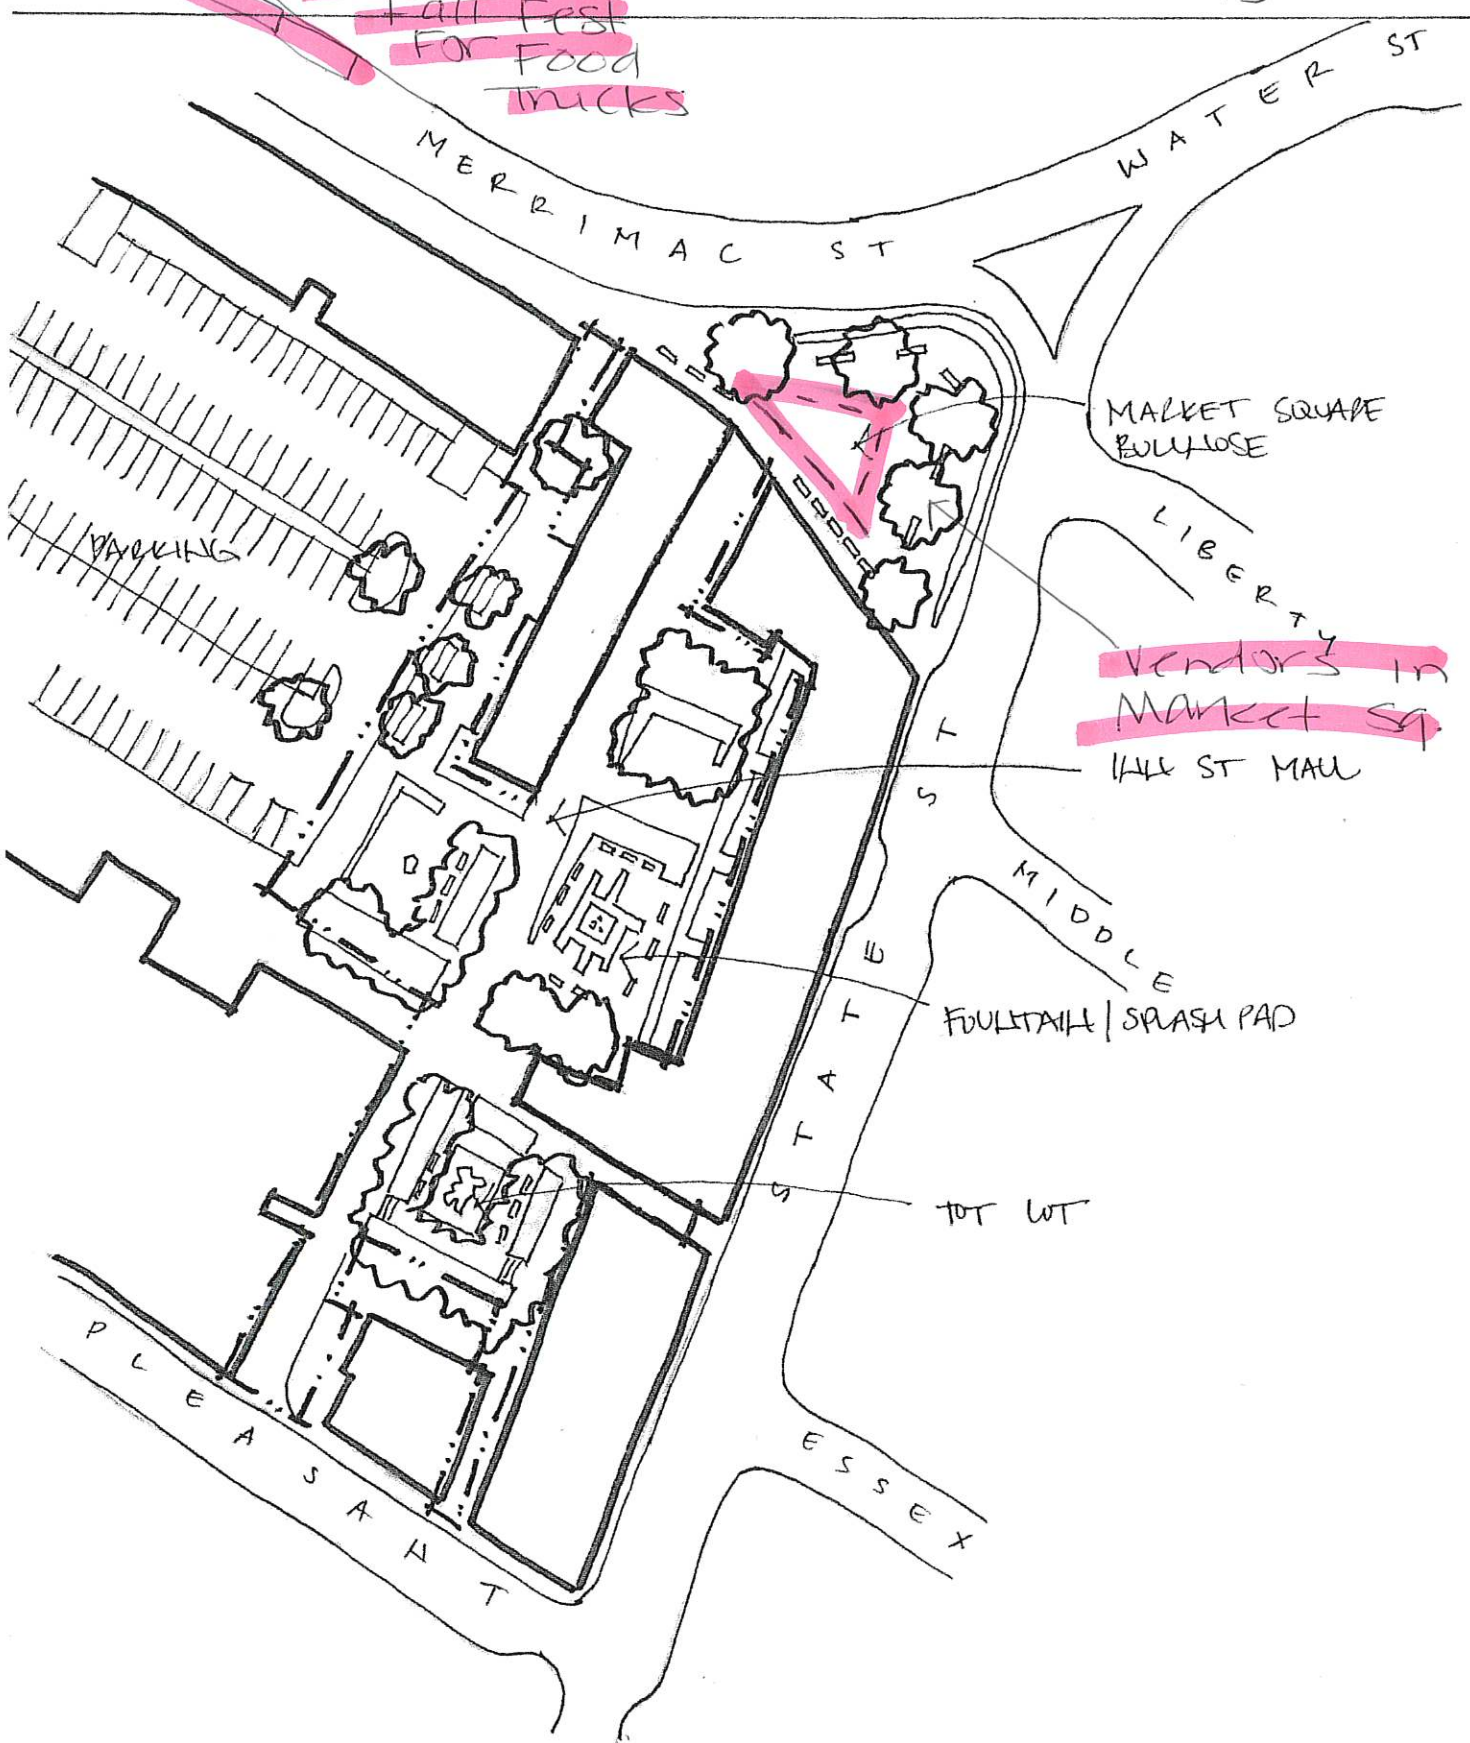 Fall Fest
For Food
Trucks
MERRIMAC ST
WATER ST
MARKET SQUARE
BULLNOSE
LIBERTY
PARKING
Vendors in
Market Sq.
INN ST MALL
STATE ST
MIDDLE
FOUNTAIN/SPLASH PAD
TOT LOT
PLEASANT
ESSEX